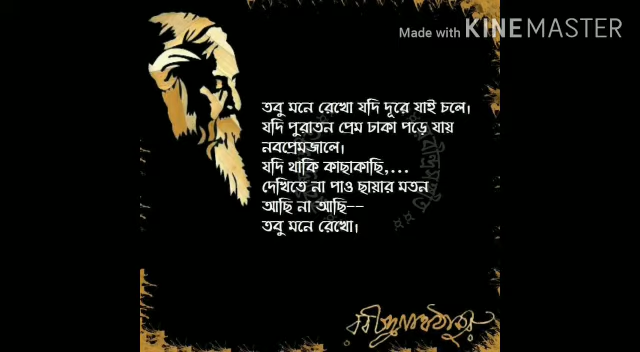 Made with KINEMASTER
তবু মনে রেখো যদি দূরে যাই চলে।
যদি পুরাতন প্রেম ঢাকা পড়ে যায়
নবপ্রেমজালে।
যদি থাকি কাছাকাছি,...
দেখিতে না পাও ছায়ার মতন
আছি না আছি--
তবু মনে রেখো।
রবীন্দ্রনাথ ঠাকুর